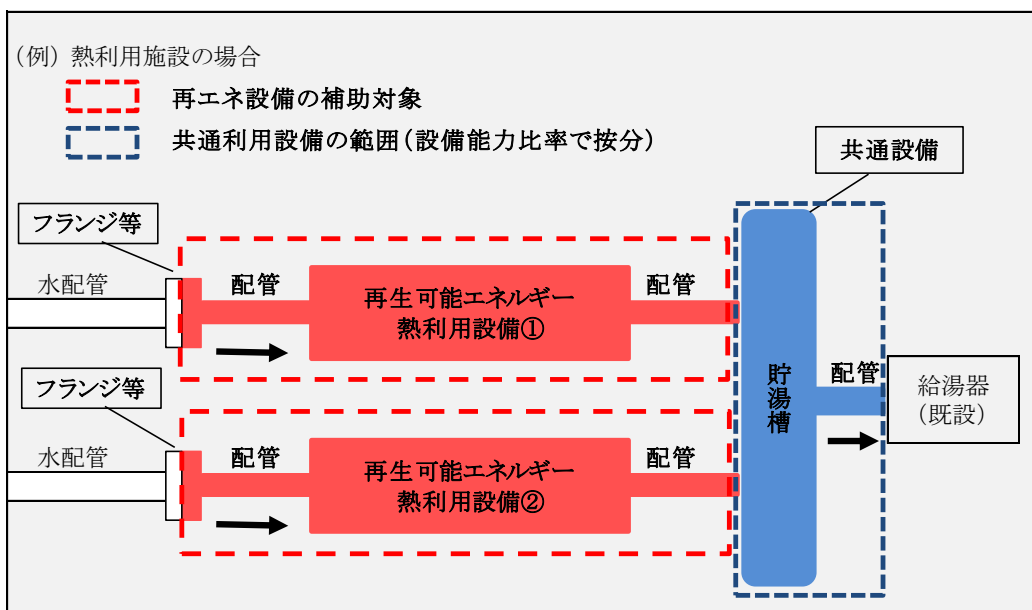 (例)熱利用施設の場合
再エネ設備の補助対象
共通利用設備の範囲(設備能力比率で按分)
共通設備
フランジ等
水配管
配管
再生可能エネルギー
熱利用設備①
配管
フランジ等
水配管
配管
再生可能エネルギー
熱利用設備②
配管
貯湯槽
配管
給湯器
(既設)